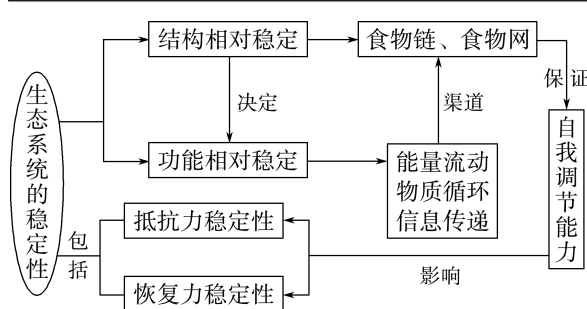 结构相对稳定
食物链、食物网
保证
决定
渠道
生态系统的稳定性
功能相对稳定
能量流动
物质循环
信息传递
自我调节能力
抵抗力稳定性
包括
影响
恢复力稳定性